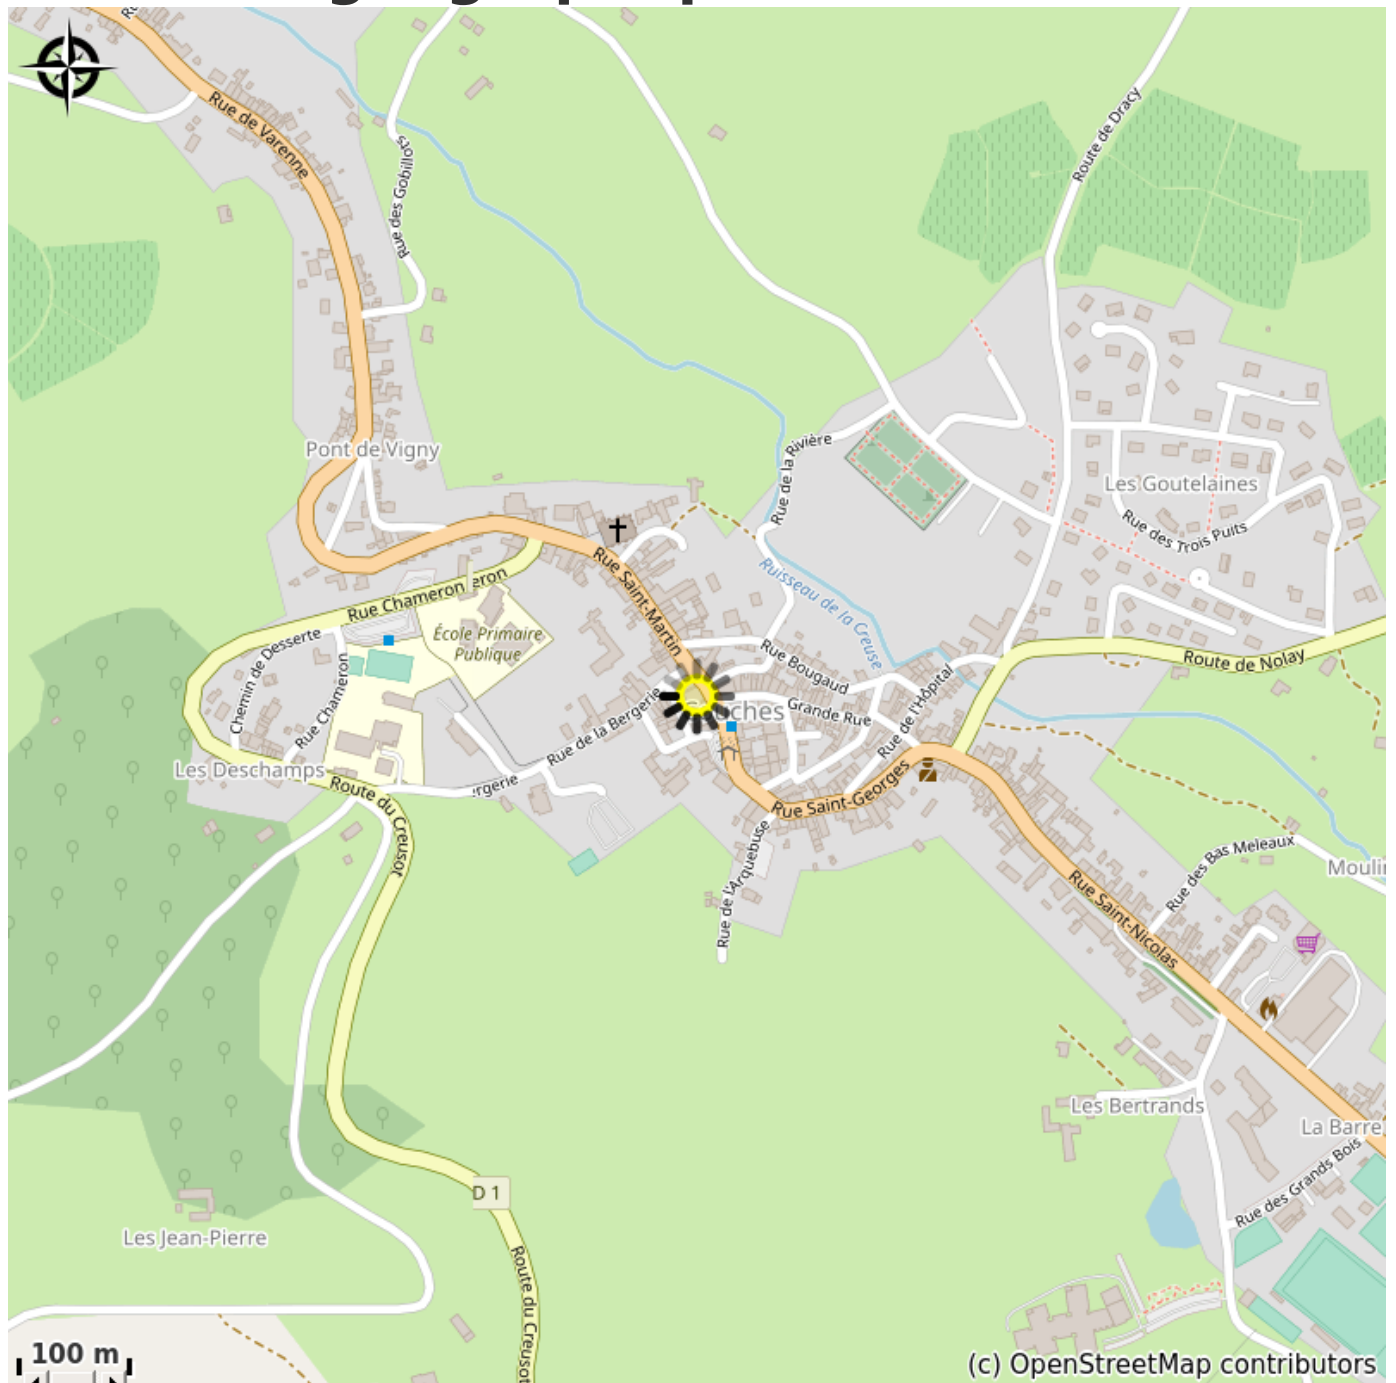 Rue de Varenne
Rue des Gobillots
Route de Dracy
Pont de Vigny
Rue de la Rivière
Les Goutelaines
Rue des Trois Puits
Rue Saint-Martin
Ruisseau de la Creuse
Rue Chameron
eron
École Primaire
Publique
Chemin de Desserte
Rue Chameron
Rue Bougaud
Route de Nolay
Rue de l'Hôpital
Rue de la Bergerie
ches
Grande Rue
Les Deschamps
Route du Creusot
rgerie
Rue Saint-Georges
Rue de l'Arquebuse
Rue des Bas Meleaux
Moulin
Rue Saint-Nicolas
Les Bertrands
La Barre
D 1
Rue des Grands Bois
Les Jean-Pierre
Route du Creusot
100 m
(c) OpenStreetMap contributors